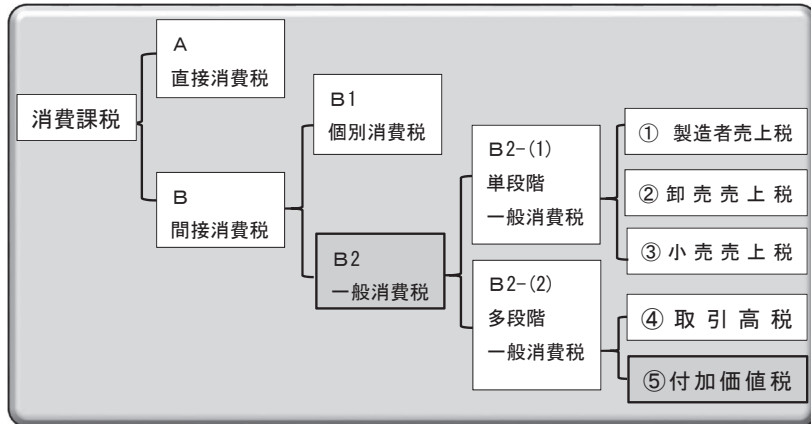 消費課税
A
直接消費税
B
間接消費税
B1
個別消費税
B2
一般消費税
B2-(1)
単段階
一般消費税
B2-(2)
多段階
一般消費税
① 製造者売上税
②卸売売上税
③小売売上税
④取引高税
⑤付加価値税